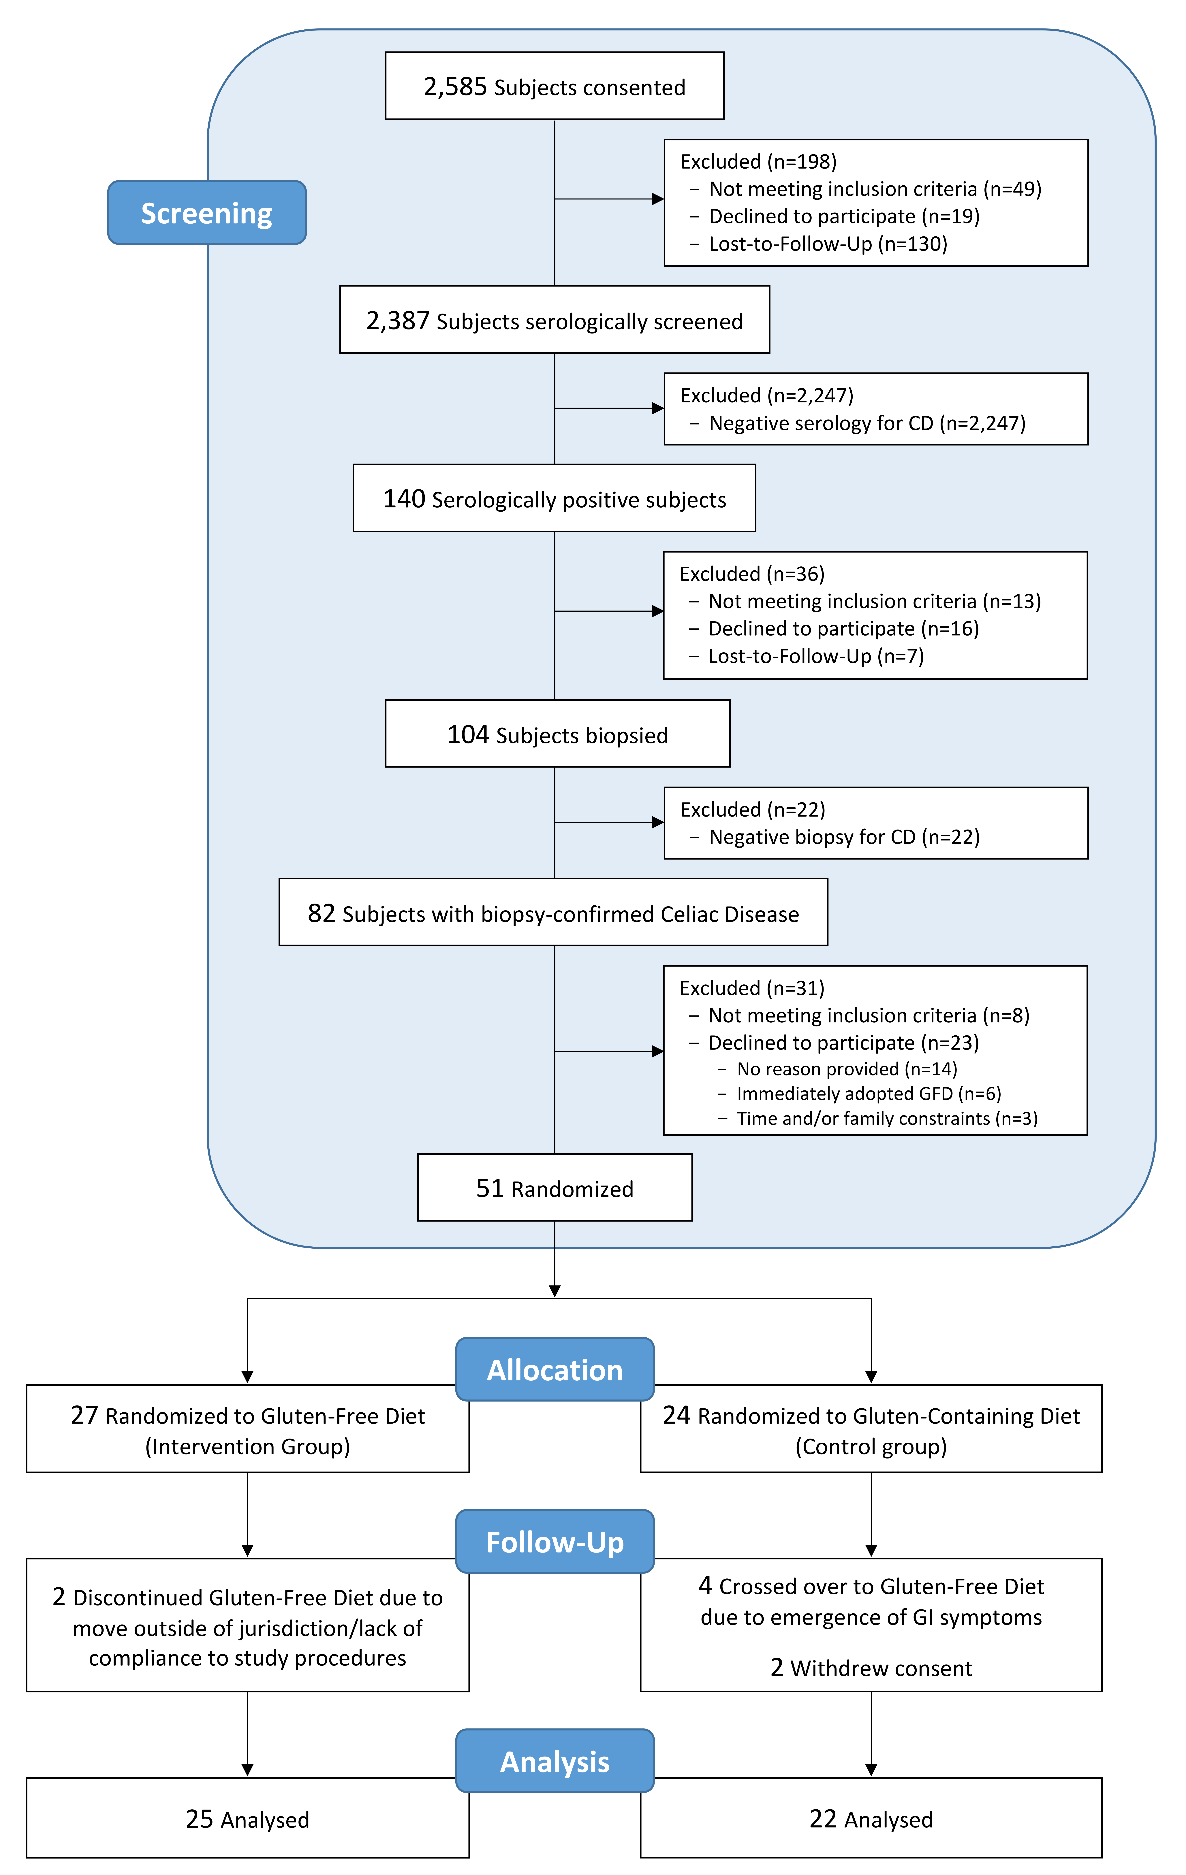 2,585 Subjects consented
Excluded (n=198)
– Not meeting inclusion criteria (n=49)
– Declined to participate (n=19)
– Lost-to-Follow-Up (n=130)
Screening
2,387 Subjects serologically screened
Excluded (n=2,247)
– Negative serology for CD (n=2,247)
140 Serologically positive subjects
Excluded (n=36)
– Not meeting inclusion criteria (n=13)
– Declined to participate (n=16)
– Lost-to-Follow-Up (n=7)
104 Subjects biopsied
Excluded (n=22)
– Negative biopsy for CD (n=22)
82 Subjects with biopsy-confirmed Celiac Disease
Excluded (n=31)
– Not meeting inclusion criteria (n=8)
– Declined to participate (n=23)
– No reason provided (n=14)
– Immediately adopted GFD (n=6)
– Time and/or family constraints (n=3)
51 Randomized
Allocation
27 Randomized to Gluten-Free Diet
(Intervention Group)
24 Randomized to Gluten-Containing Diet
(Control group)
Follow-Up
2 Discontinued Gluten-Free Diet due to
move outside of jurisdiction/lack of
compliance to study procedures
4 Crossed over to Gluten-Free Diet
due to emergence of GI symptoms
2 Withdrew consent
Analysis
25 Analysed
22 Analysed